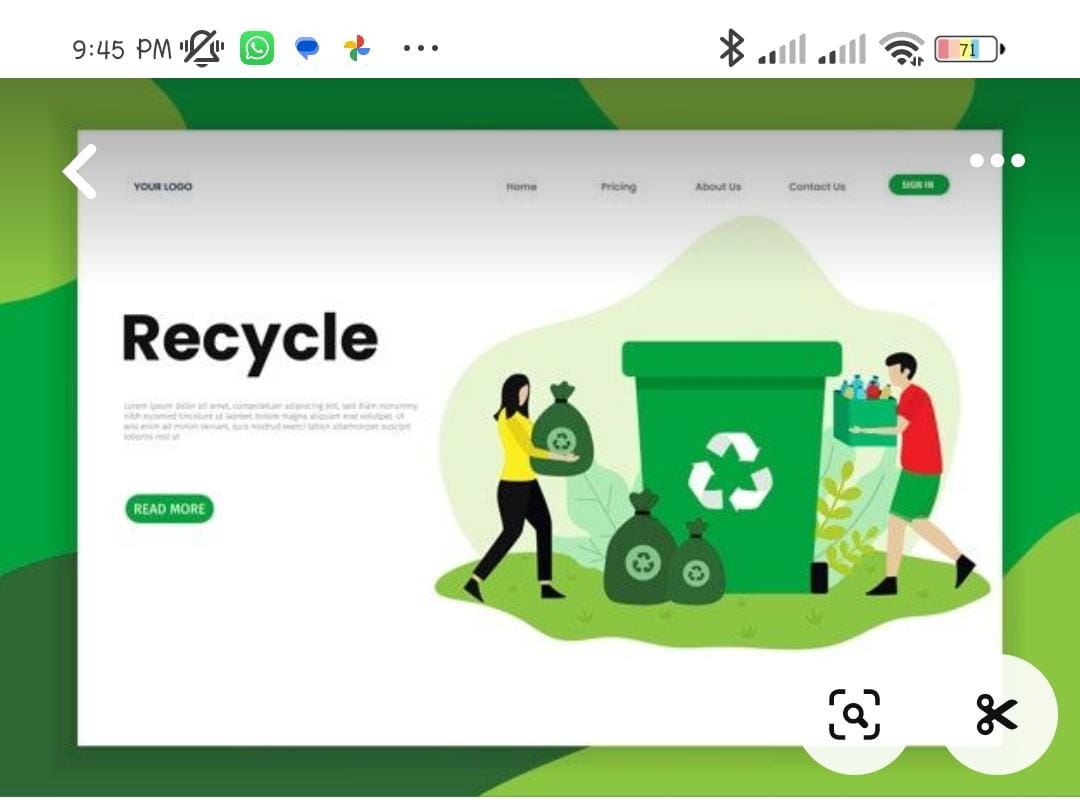 9:45 PM
71
YOUR LOGO
Home Pricing About Us Contact Us SIGN IN
Recycle
Lorem ipsum dolor sit amet, consectetuer adipiscing elit, sed diam nonummy
nibh euismod tincidunt ut laoreet dolore magna aliquam erat volutpat. Ut
wisi enim ad minim veniam, quis nostrud exerci tation ullamcorper suscipit
lobortis nisl ut
READ MORE